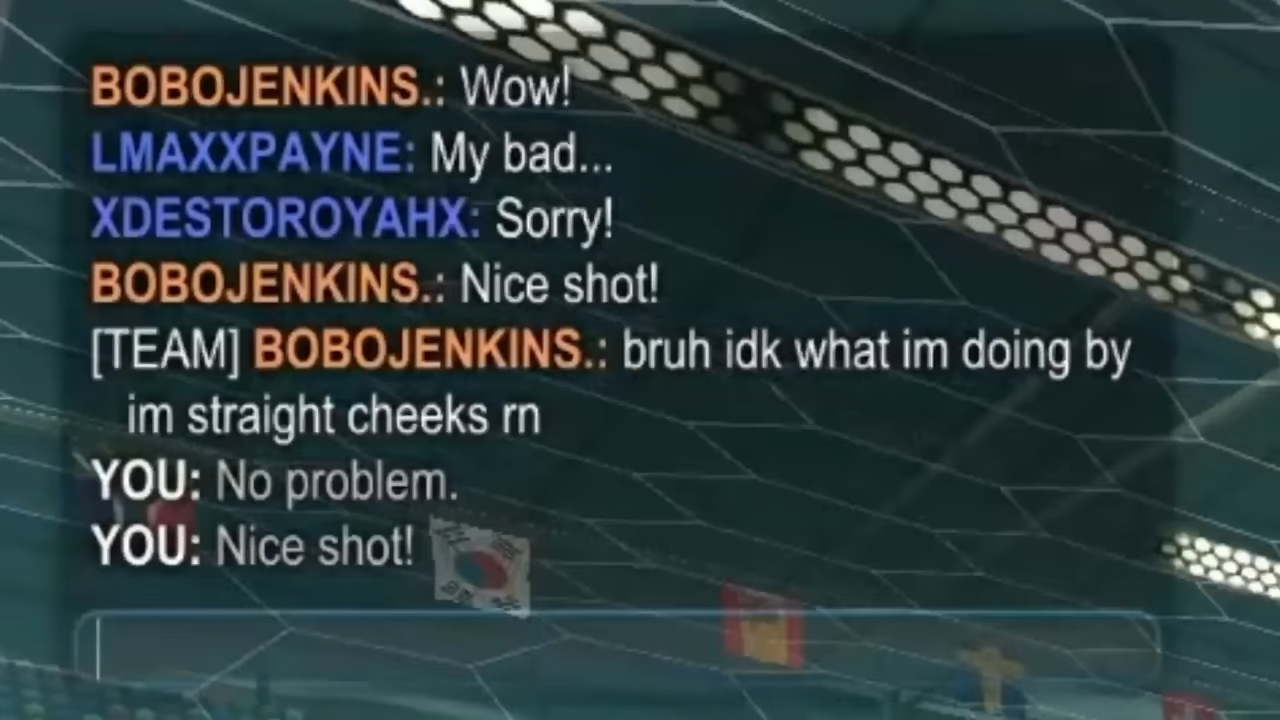 BOBOJENKINS.: Wow!
LMAXXPAYNE: My bad...
XDESTOROYAHX: Sorry!
BOBOJENKINS.: Nice shot!
[TEAM] BOBOJENKINS.: bruh idk what im doing by
im straight cheeks rn
YOU: No problem.
YOU: Nice shot!